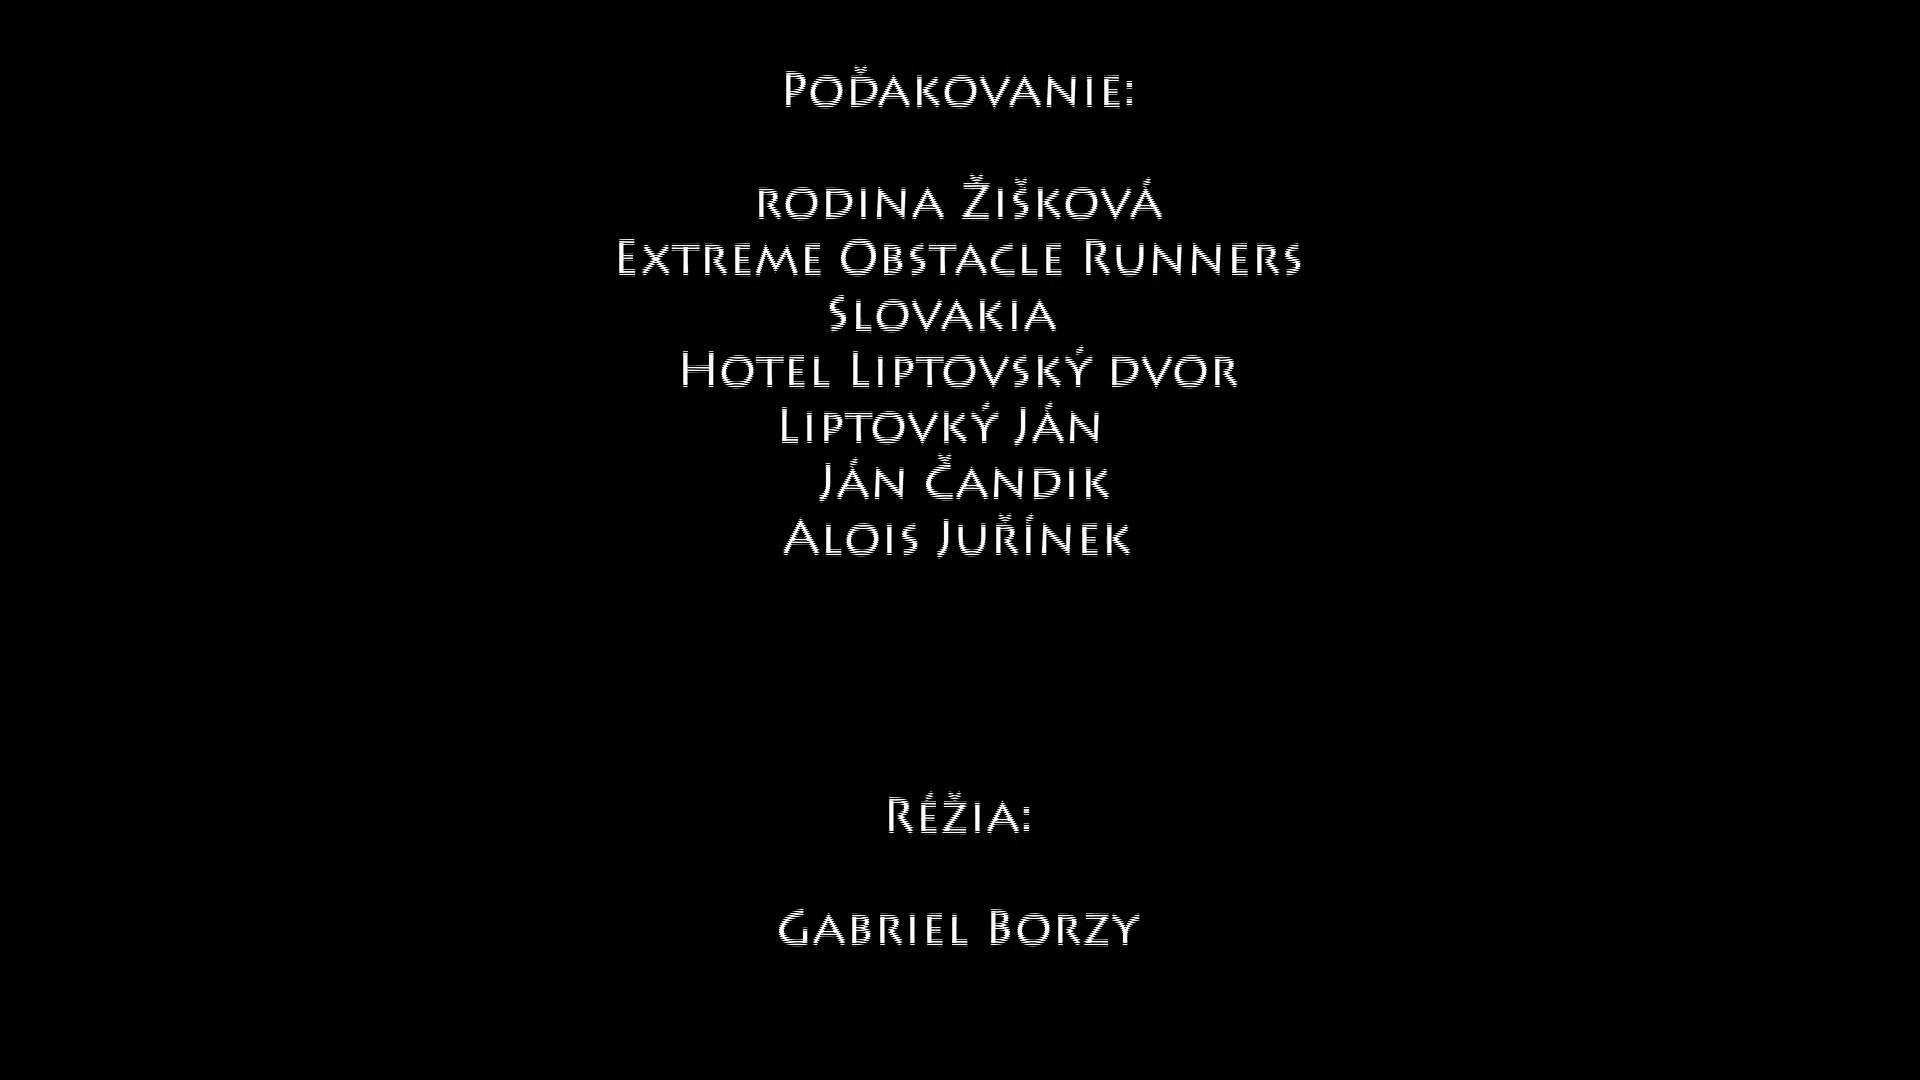 Poďakovanie:
rodina Žišková
Extreme Obstacle Runners
Slovakia
Hotel Liptovský dvor
Liptovký Ján
Ján Čandik
Alois Juřínek
Réžia:
Gabriel Borzy